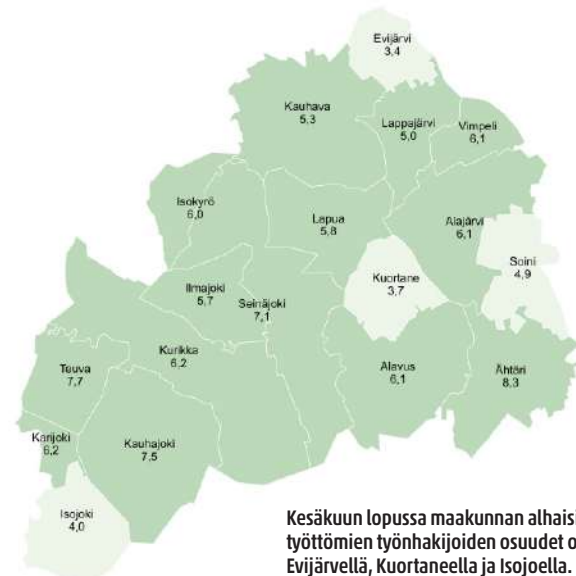 Evijärvi
3,4
Kauhava
5,3
Lappajärvi
5,0
Vimpeli
6,1
Isokyrö
6,0
Lapua
5,8
Alajärvi
6,1
Soini
4,9
Kuortane
3,7
Ilmajoki
5,7
Seinäjoki
7,1
Kurikka
6,2
Teuva
7,7
Alavus
6,1
Ähtäri
8,3
Karijoki
6,2
Kauhajoki
7,5
Isojoki
4,0
Kesäkuun lopussa maakunnan alhaisi
työttömien työnhakijoiden osuudet o
Evijärvellä, Kuortaneella ja Isojoella.